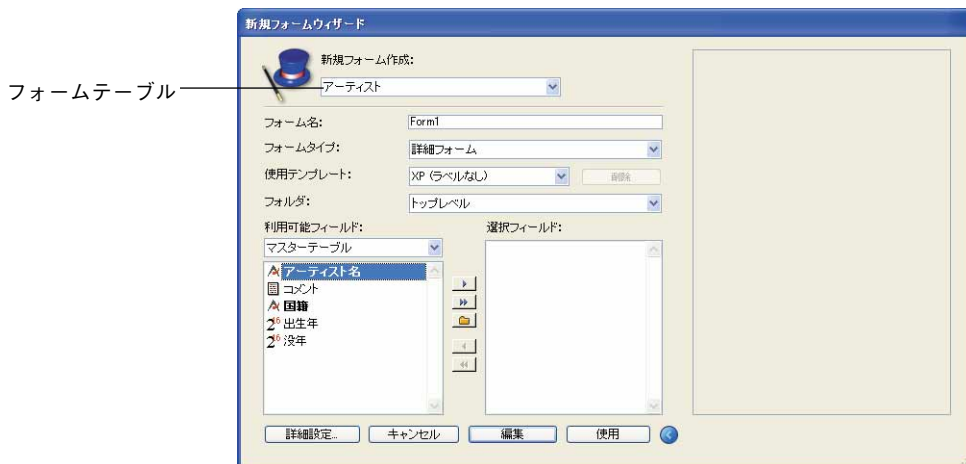 新規フォームウィザード
新規フォーム作成:
フォームテーブル
アーティスト
フォーム名:
Form1
フォームタイプ:
詳細フォーム
使用テンプレート:
XP (ラベルなし)
削除
フォルダ:
トップレベル
利用可能フィールド:
選択フィールド:
マスターテーブル
アーティスト名
コメント
国籍
出生年
没年
詳細設定...
キャンセル
編集
使用